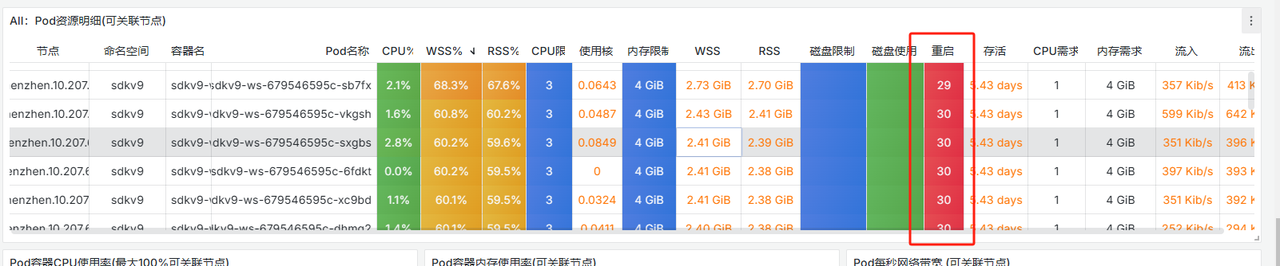 All：Pod资源明细(可关联节点)
节点 命名空间 容器名 Pod名称 CPU% WSS% RSS% CPU限 使用核 内存限制 WSS RSS 磁盘限制 磁盘使用 重启 存活 CPU需求 内存需求 流入 流出
enzhen.10.207. sdkv9 sdkv9- sdkv9-ws-679546595c-sb7fx 2.1% 68.3% 67.6% 3 0.0643 4 GiB 2.73 GiB 2.70 GiB 29 5.43 days 1 4 GiB 357 Kib/s 413 K
enzhen.10.207. sdkv9 sdkv9- dkv9-ws-679546595c-vkgsh 1.6% 60.8% 60.2% 3 0.0487 4 GiB 2.43 GiB 2.41 GiB 30 5.43 days 1 4 GiB 599 Kib/s 642 K
enzhen.10.207. sdkv9 sdkv9- dkv9-ws-679546595c-sxgbs 2.8% 60.2% 59.6% 3 0.0849 4 GiB 2.41 GiB 2.39 GiB 30 5.43 days 1 4 GiB 351 Kib/s 396 K
enzhen.10.207.6 sdkv9 sdkv9- sdkv9-ws-679546595c-6fdkt 0.0% 60.2% 59.5% 3 0 4 GiB 2.41 GiB 2.38 GiB 30 5.43 days 1 4 GiB 397 Kib/s 393 K
enzhen.10.207. sdkv9 sdkv9- dkv9-ws-679546595c-xc9bd 1.1% 60.1% 59.5% 3 0.0324 4 GiB 2.41 GiB 2.38 GiB 30 5.43 days 1 4 GiB 351 Kib/s 392 K
enzhen.10.207.6 sdkv9 sdkv9- dkv9-ws-679546595c-dhmq2 1.4% 60.1% 59.5% 3 0.0411 4 GiB 2.40 GiB 2.38 GiB 30 5.43 days 1 4 GiB 252 Kib/s 294 K
Pod容器CPU使用率(最大100%可关联节点) Pod容器内存使用率(可关联节点) Pod每秒网络带宽 (可关联节点)